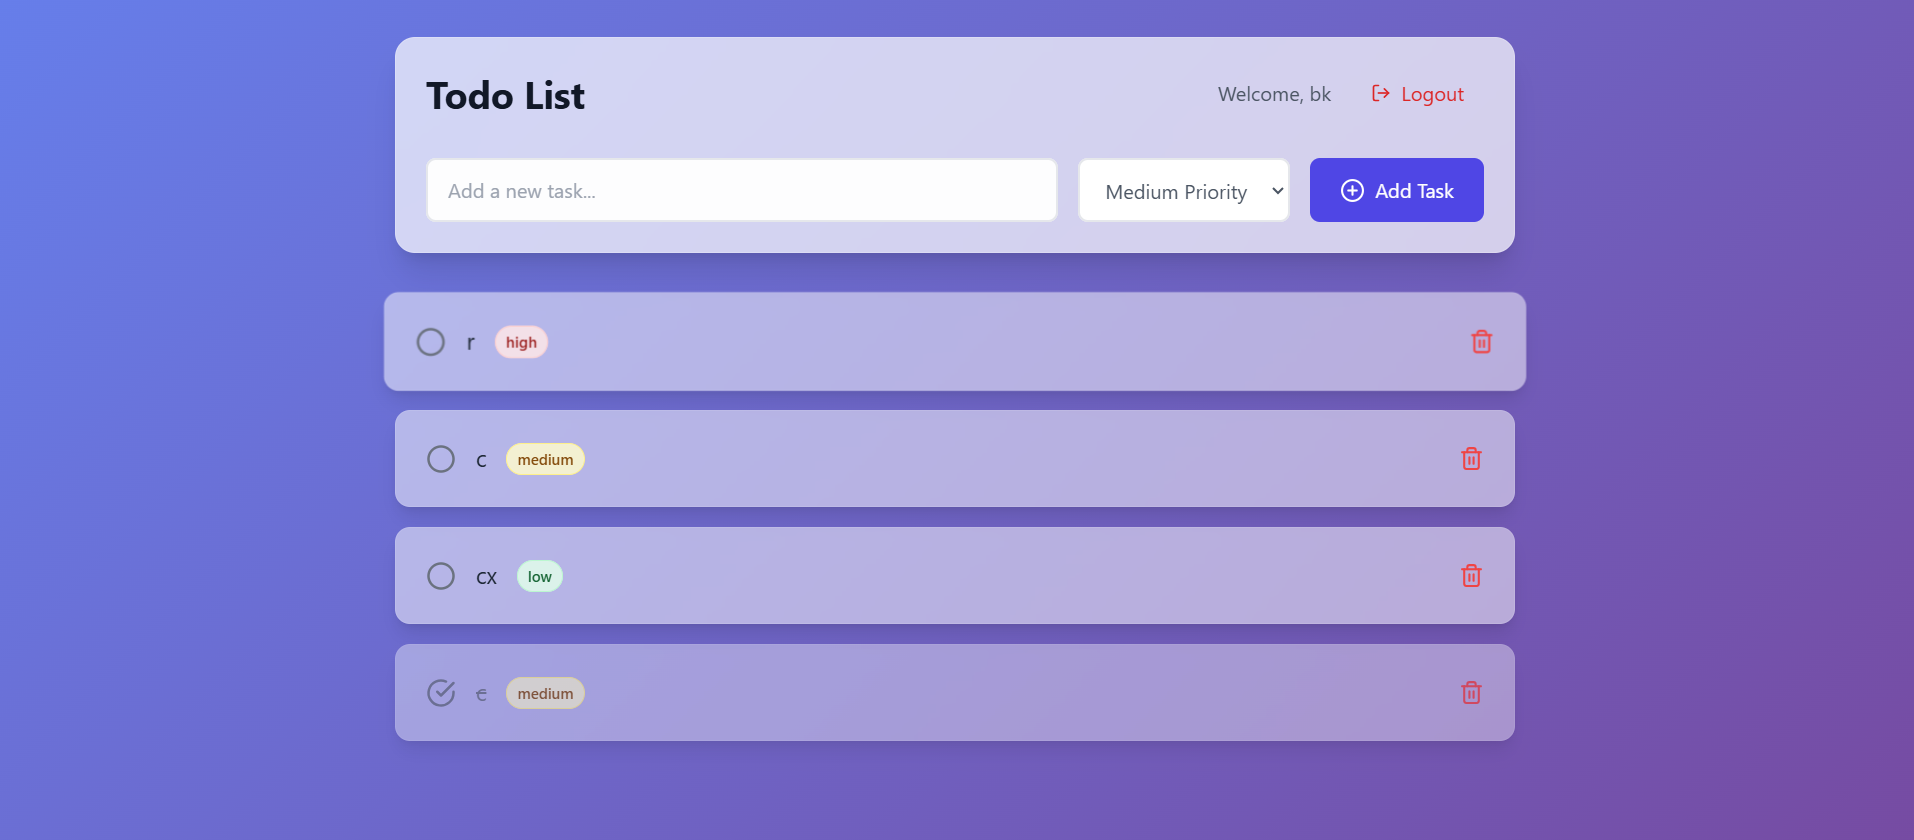 Todo List
Welcome, bk
Logout
Add a new task...
Medium Priority
Add Task
r high
c medium
cx low
c medium